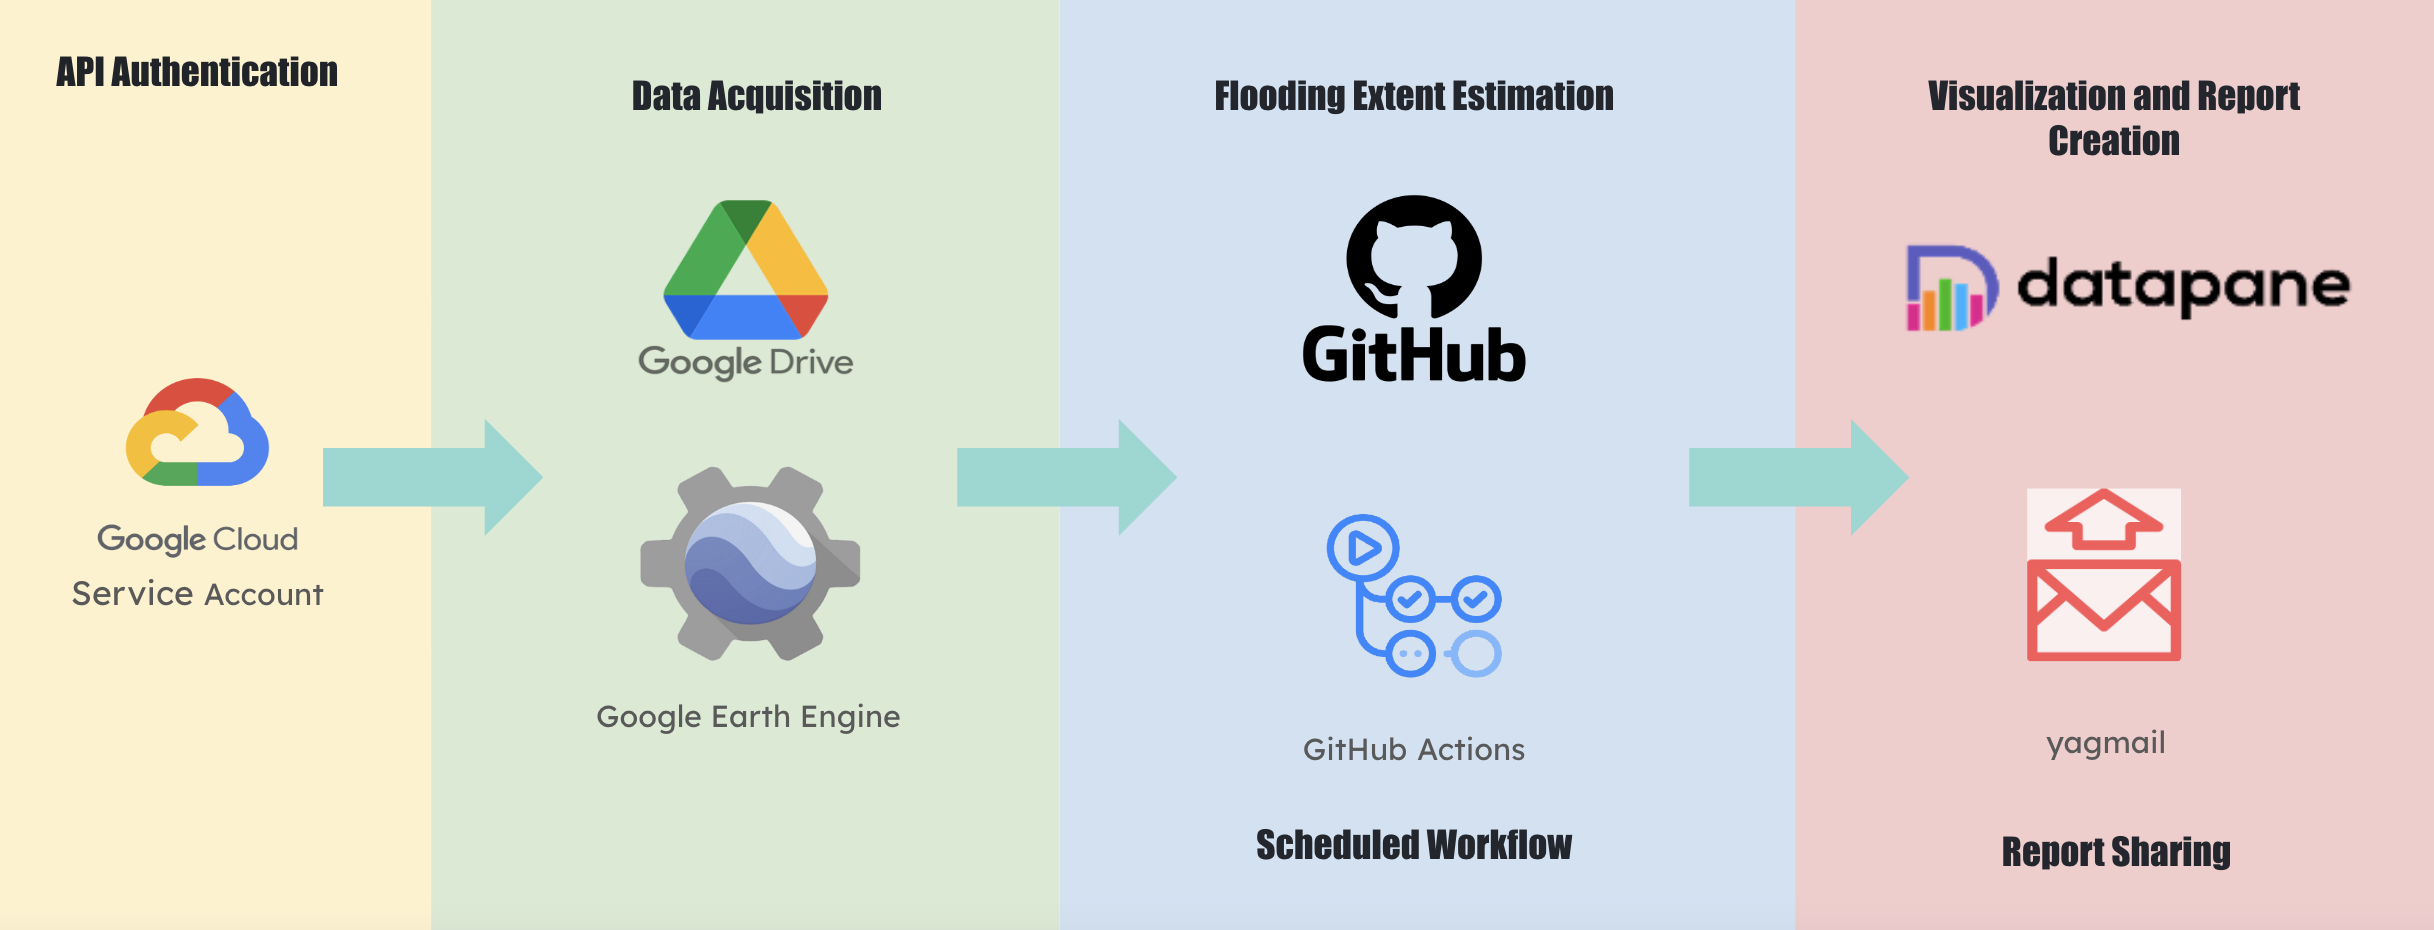 API Authentication
Google Cloud
Service Account
Data Acquisition
Google Drive
Google Earth Engine
Flooding Extent Estimation
GitHub
GitHub Actions
Scheduled Workflow
Visualization and Report
Creation
datapane
yagmail
Report Sharing